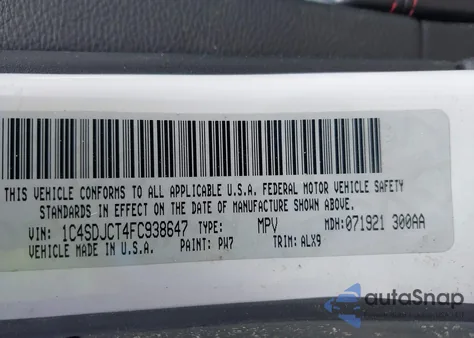 THIS VEHICLE CONFORMS TO ALL APPLICABLE U.S.A. FEDERAL MOTOR VEHICLE SAFETY
STANDARDS IN EFFECT ON THE DATE OF MANUFACTURE SHOWN ABOVE.
VIN: 1C4SDJCT4FC938647 TYPE: MPV MDH: 071921 300AA
VEHICLE MADE IN U.S.A. PAINT: PW7 TRIM: ALX9
autoSnap